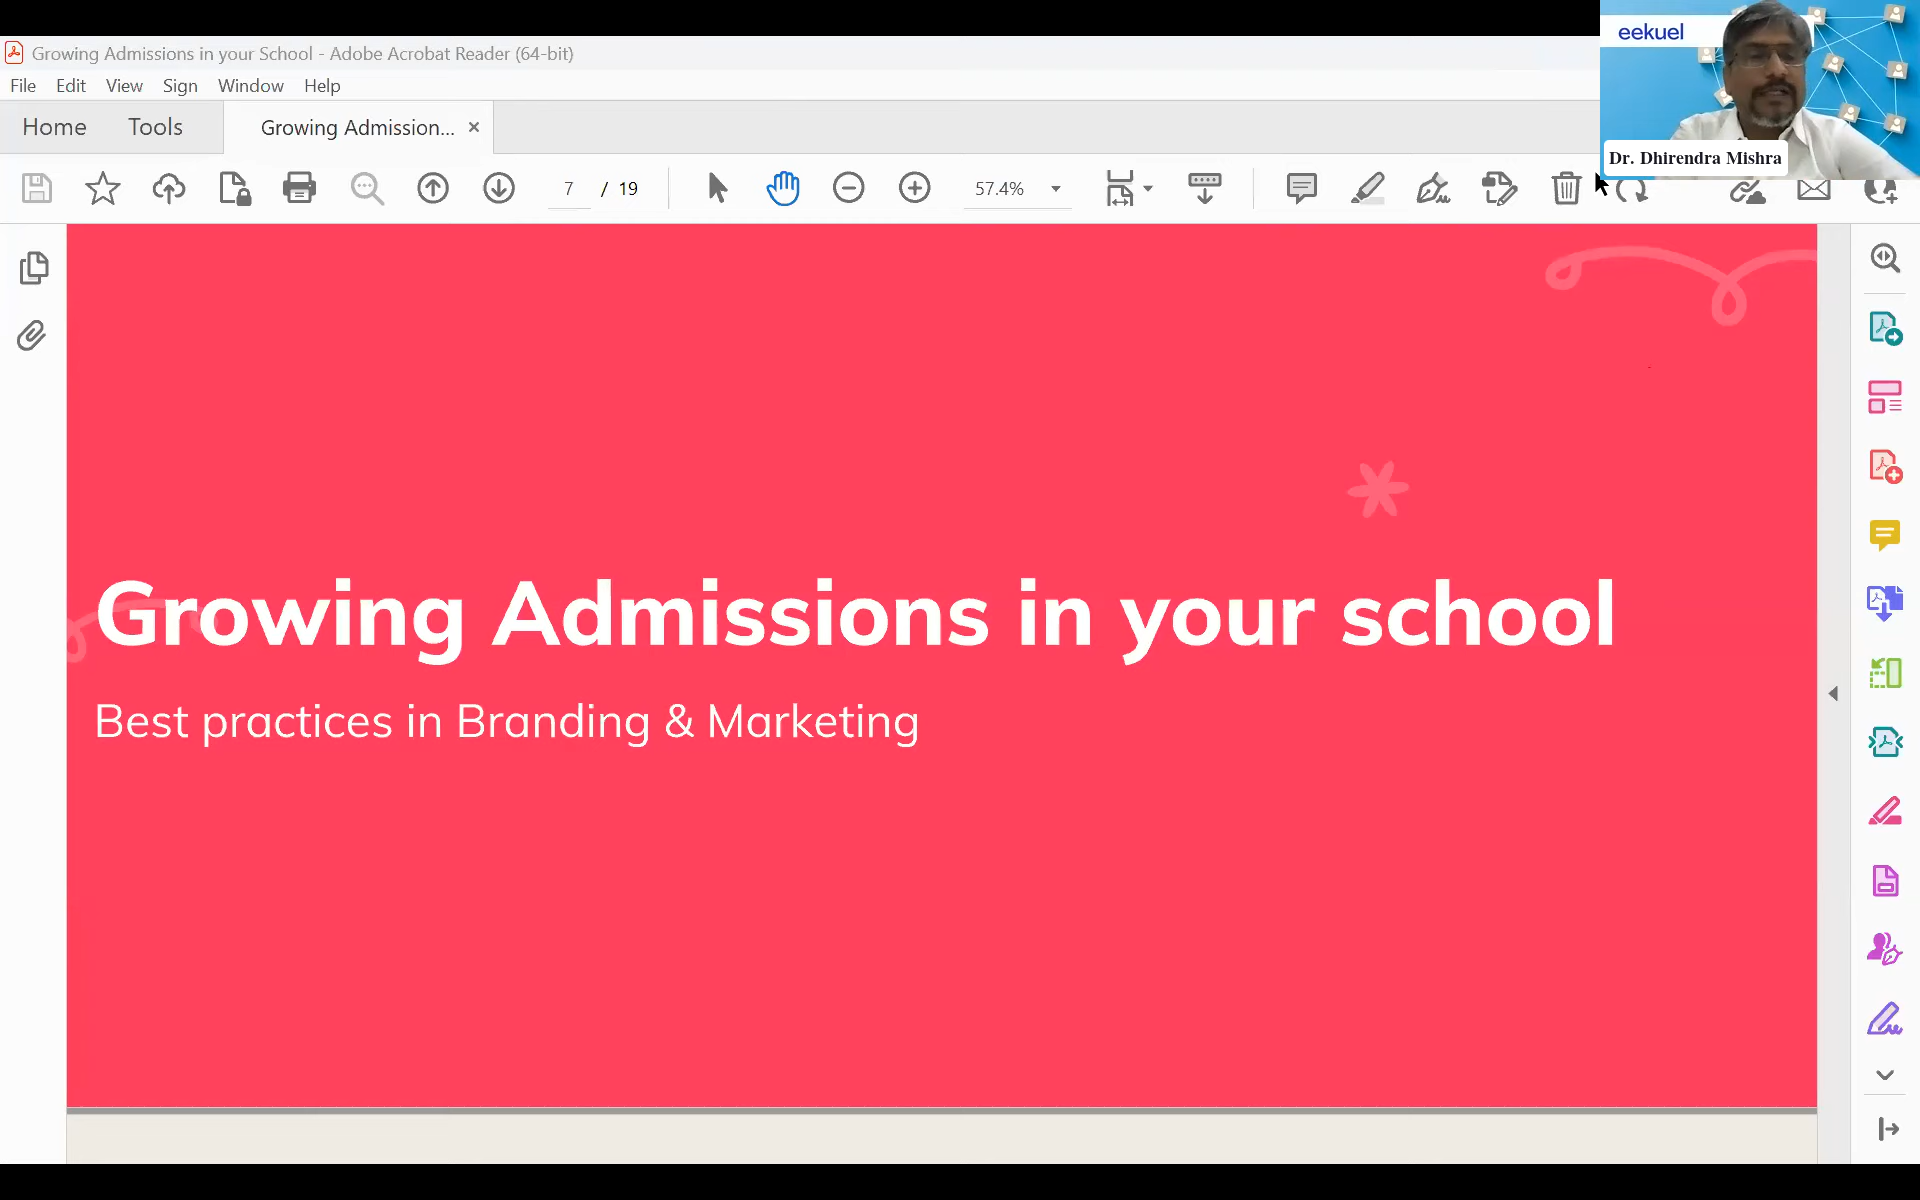 Growing Admissions in your School - Adobe Acrobat Reader (64-bit)
eekuel
File Edit View Sign Window Help
Home Tools Growing Admission... ×
Dr. Dhirendra Mishra
7 / 19 57.4%
Growing Admissions in your school
Best practices in Branding & Marketing